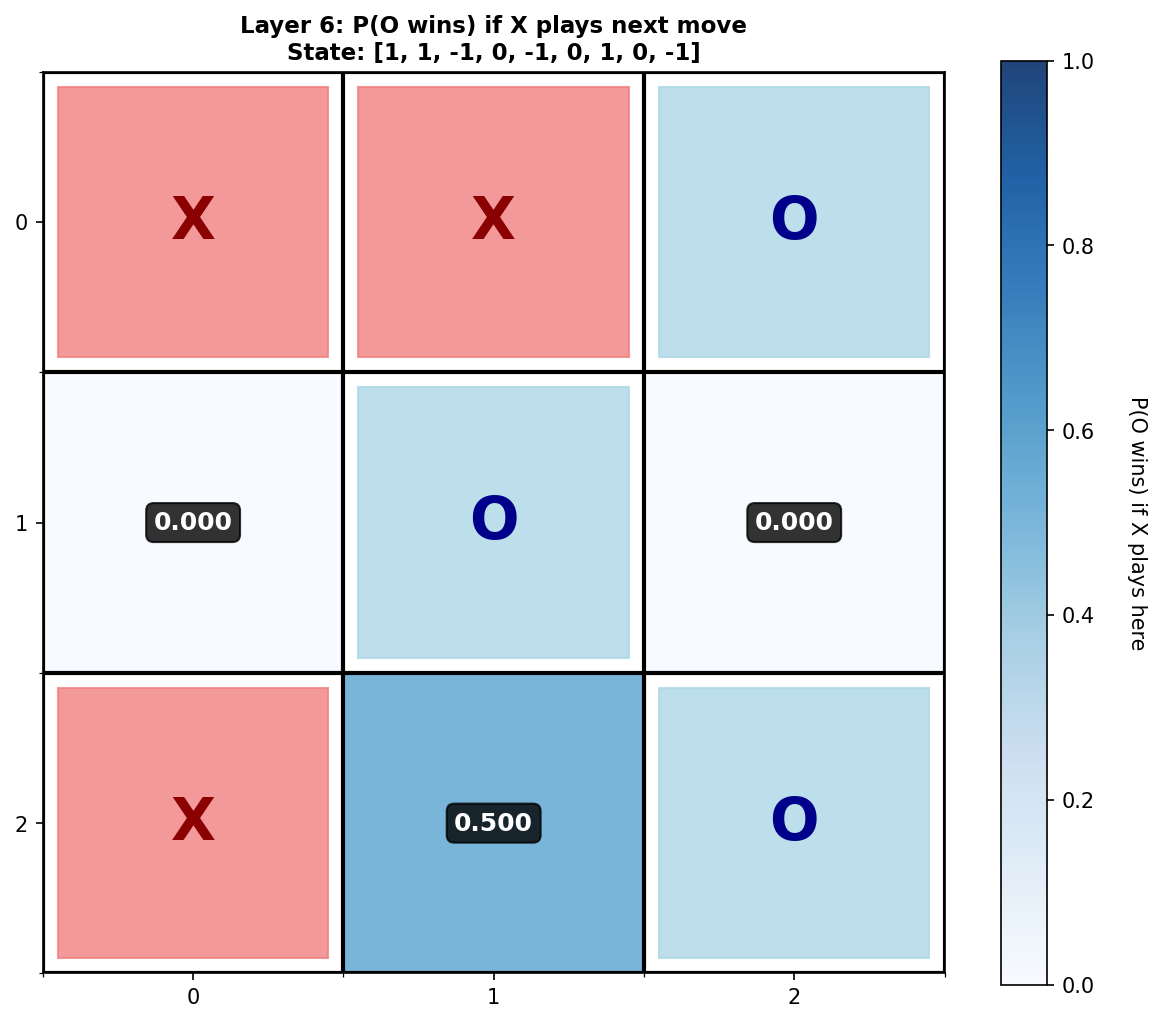 Layer 6: P(O wins) if X plays next move
State: [1, 1, -1, 0, -1, 0, 1, 0, -1]
0
X
X
O
1
0.000
O
0.000
2
X
0.500
O
0
1
2
1.0
0.8
0.6
0.4
0.2
0.0
P(O wins) if X plays here